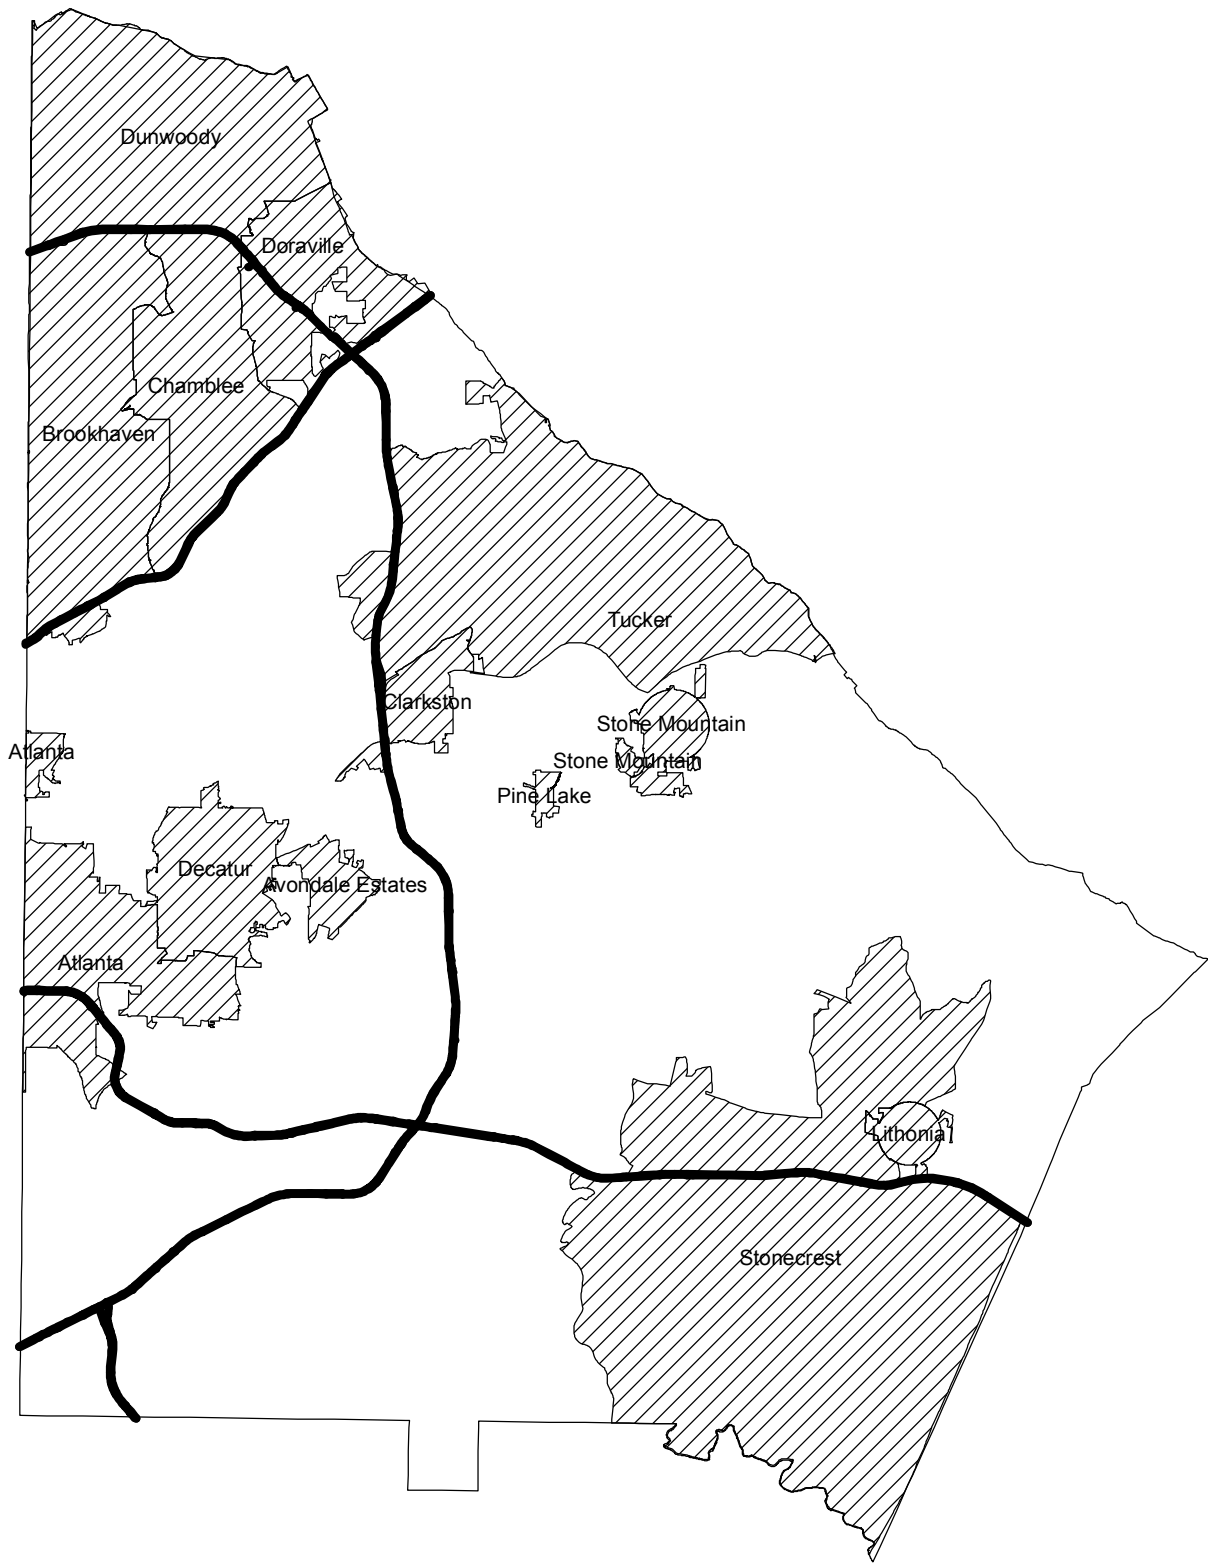 Dunwoody
Doraville
Chamblee
Brookhaven
Tucker
Clarkston
Stone Mountain
Atlanta
Stone Mountain
Pine Lake
Decatur
Avondale Estates
Atlanta
Lithonia
Stonecrest